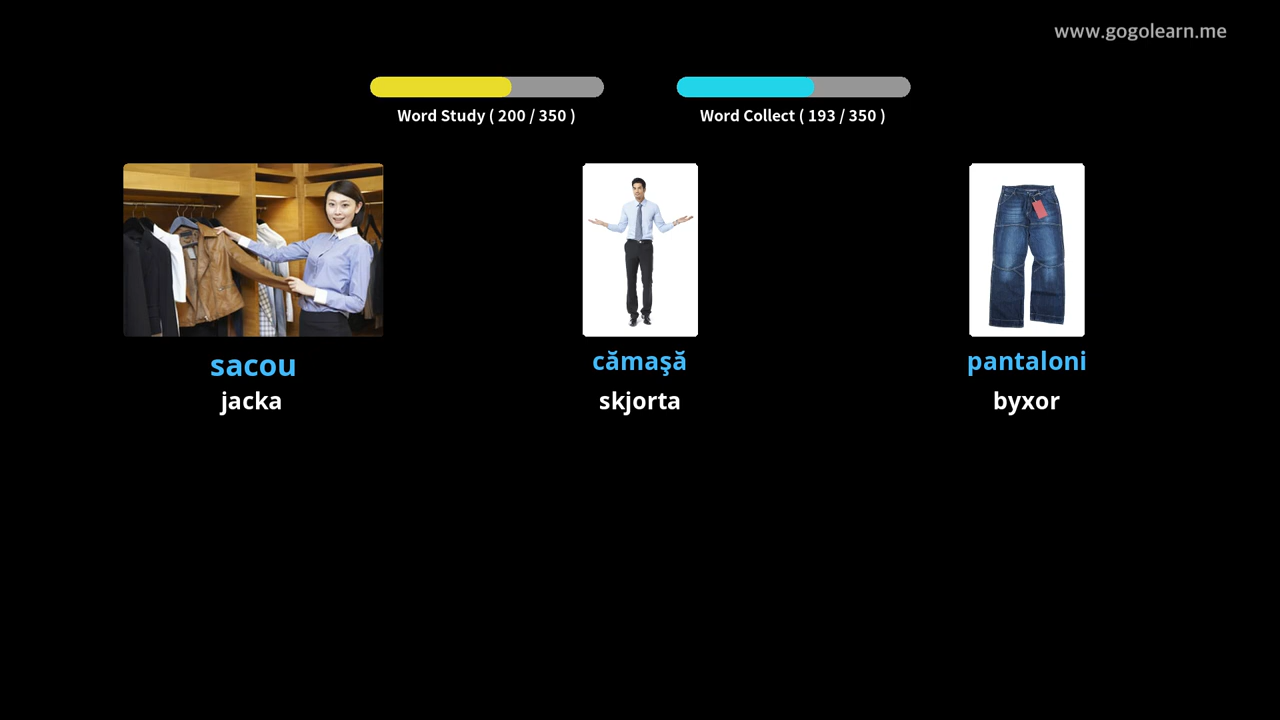 www.gogolearn.me
Word Study ( 200 / 350 )
Word Collect ( 193 / 350 )
sacou
jacka
cămaşă
skjorta
pantaloni
byxor